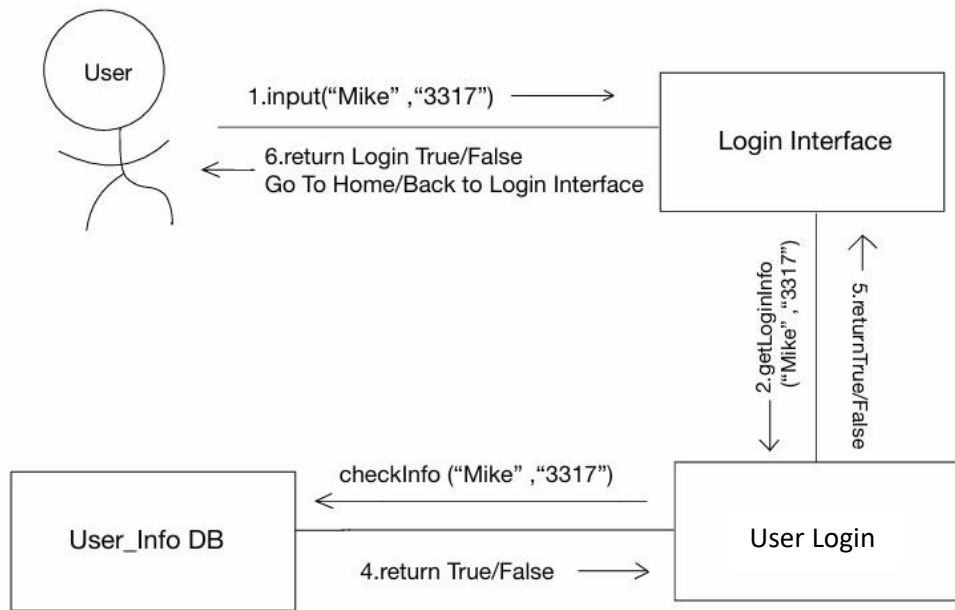 User
1.input(“Mike” ,“3317”)
Login Interface
6.return Login True/False
Go To Home/Back to Login Interface
2.getLoginInfo
(“Mike” ,“3317”)
5.returnTrue/False
checkInfo (“Mike” ,“3317”)
User_Info DB
User Login
4.return True/False